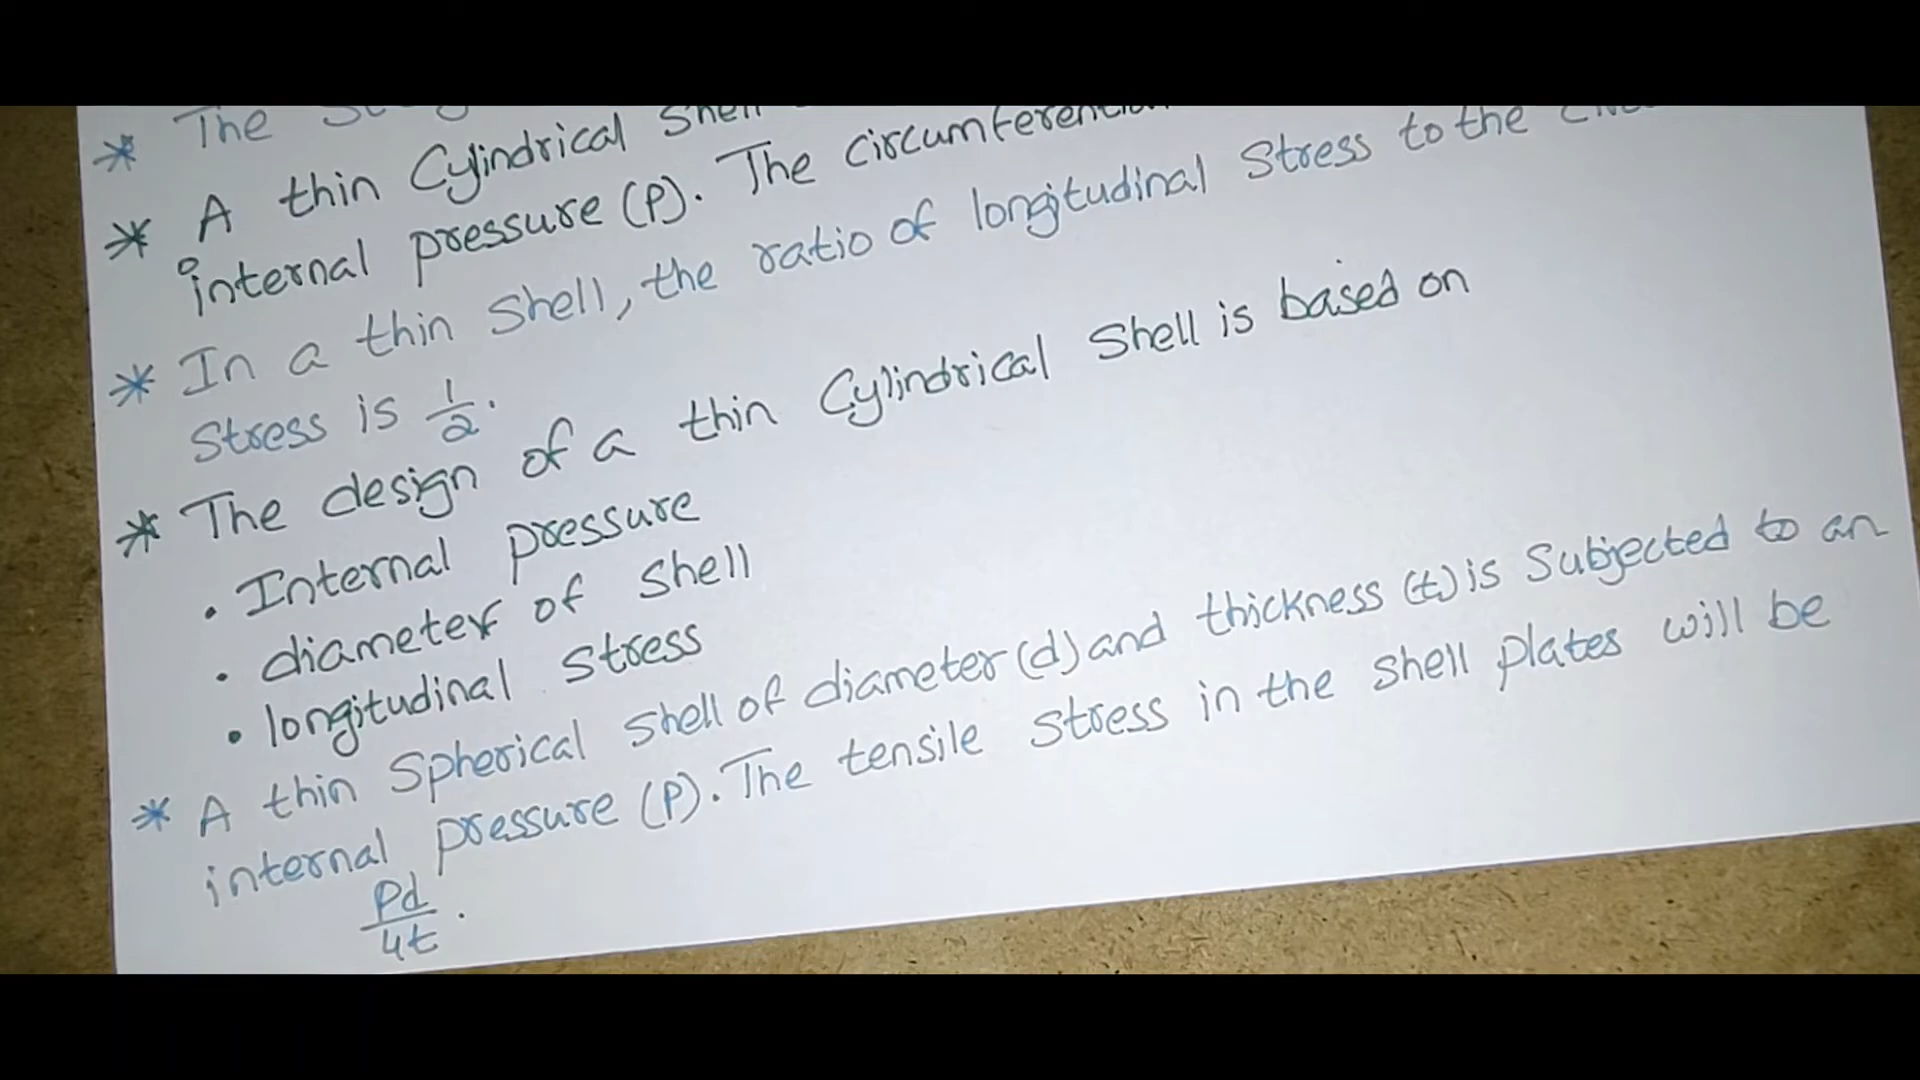 * The
* A thin Cylindrical Shell
internal pressure (P). The circumferential
* In a thin Shell, the ratio of longitudinal Stress to the
Stress is 1/2.
* The design of a thin Cylindrical Shell is based on
• Internal pressure
• diameter of Shell
• longitudinal Stress
* A thin Spherical Shell of diameter (d) and thickness (t) is Subjected to an
internal pressure (P). The tensile Stress in the Shell plates will be
Pd/4t.